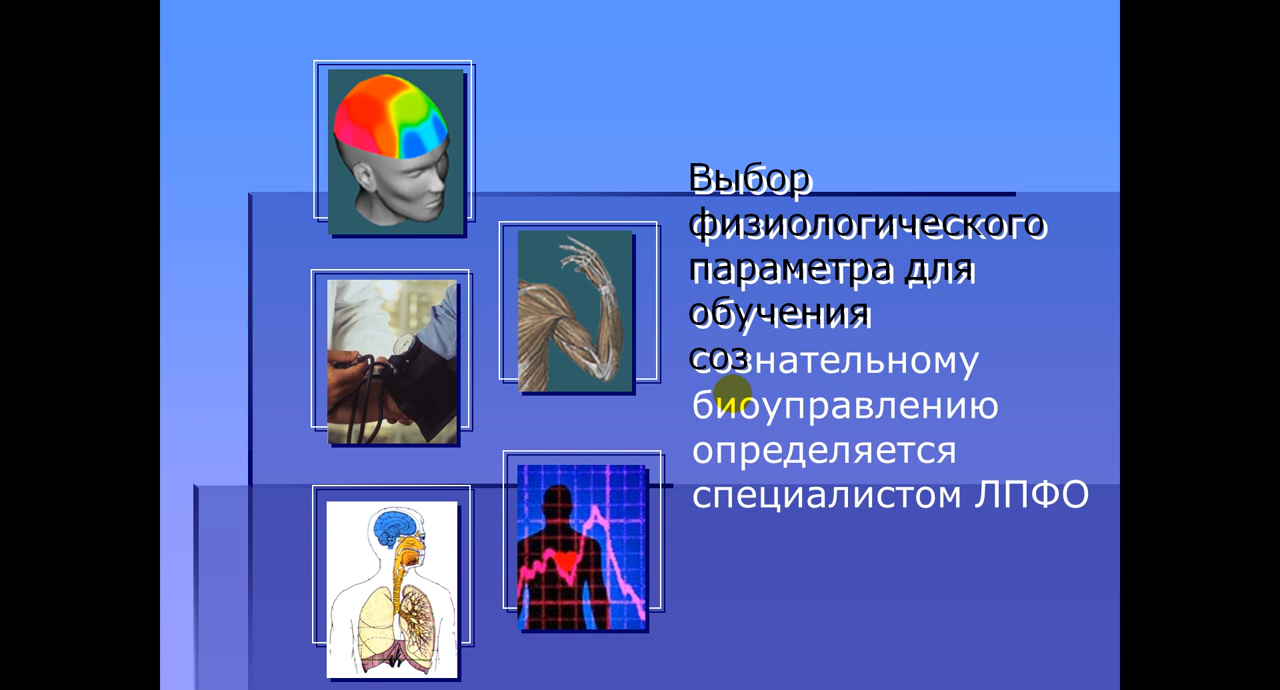 Выбор
физиологического
параметра для
обучения
сознательному
биоуправлению
определяется
специалистом ЛПФО